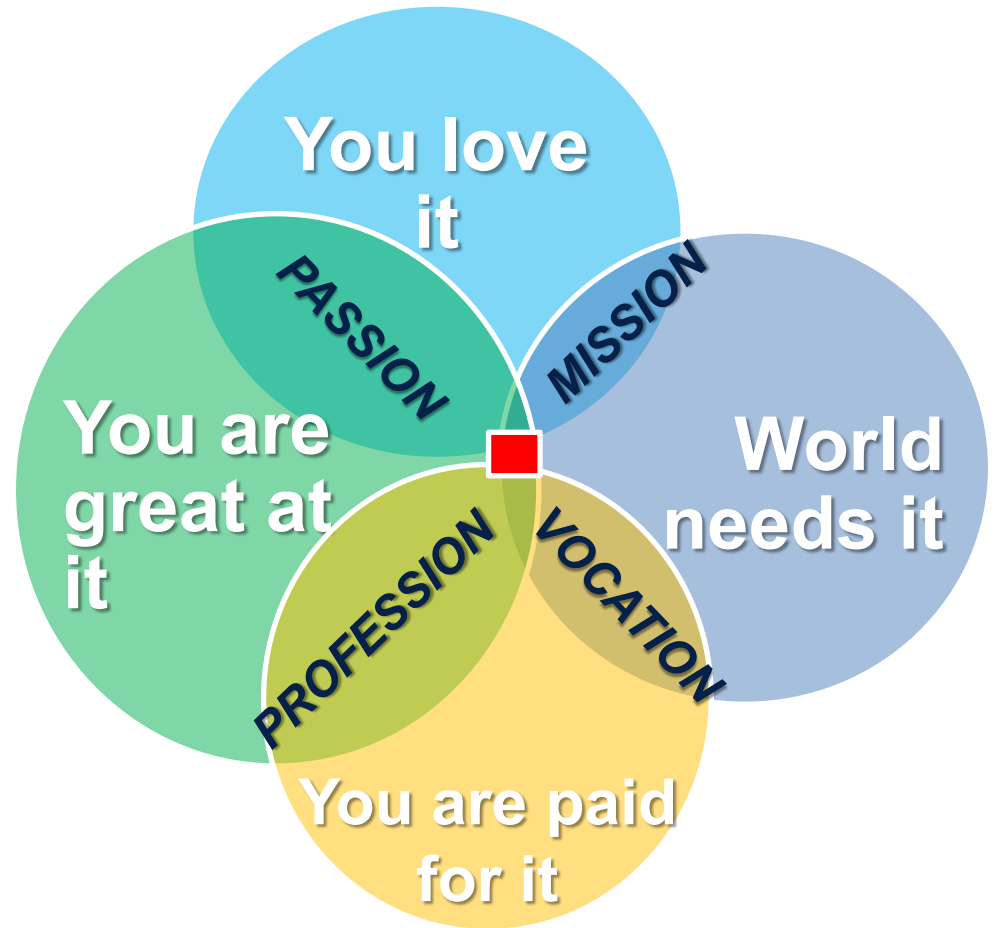 You love
it
PASSION
MISSION
You are
great at
it
World
needs it
PROFESSION
VOCATION
You are paid
for it